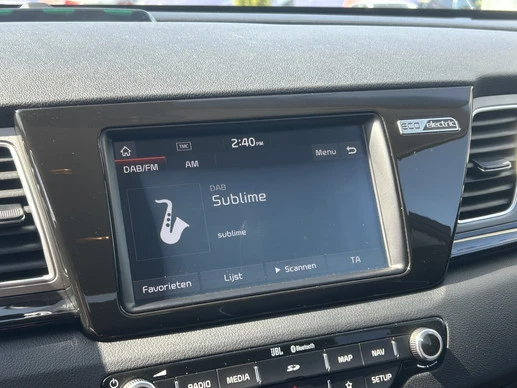 TMC 2:40 PM
DAB/FM AM Menu
DAB
Sublime
sublime
Favorieten Lijst Scannen TA
eco electric
JBL Bluetooth
RADIO MEDIA MAP NAV SETUP